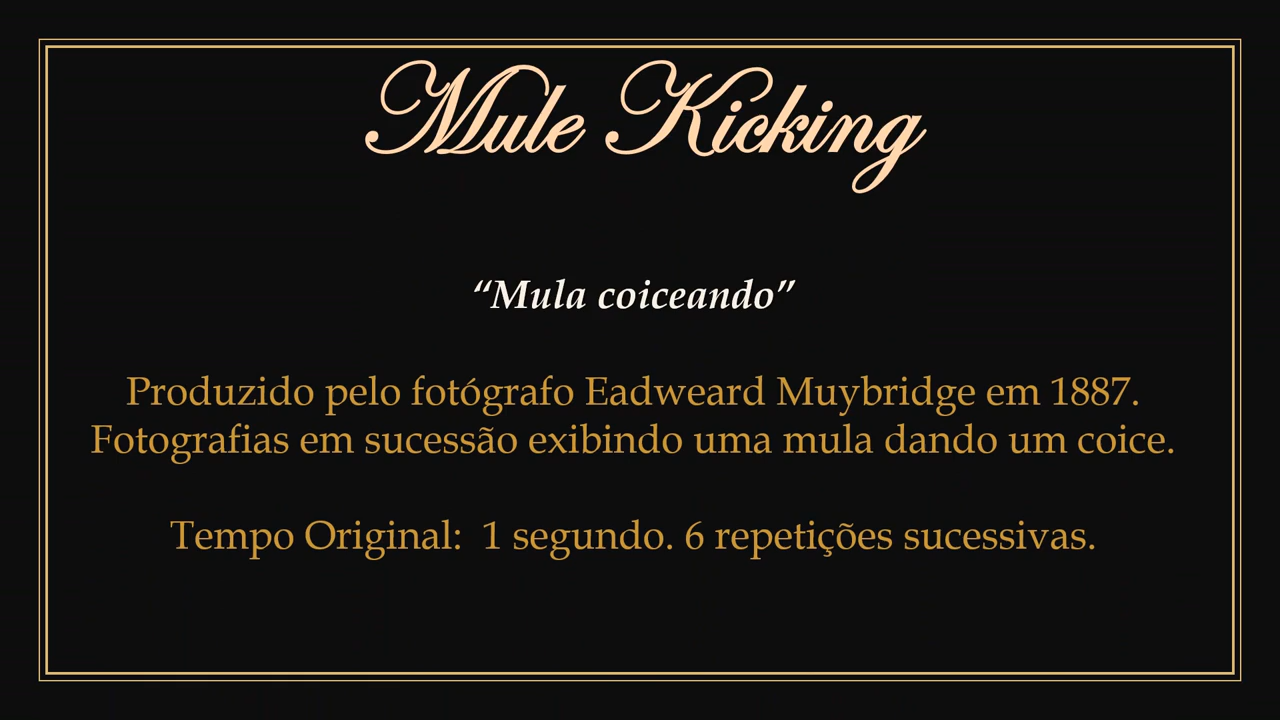 Mule Kicking
“Mula coiceando”
Produzido pelo fotógrafo Eadweard Muybridge em 1887.
Fotografias em sucessão exibindo uma mula dando um coice.
Tempo Original:  1 segundo. 6 repetições sucessivas.